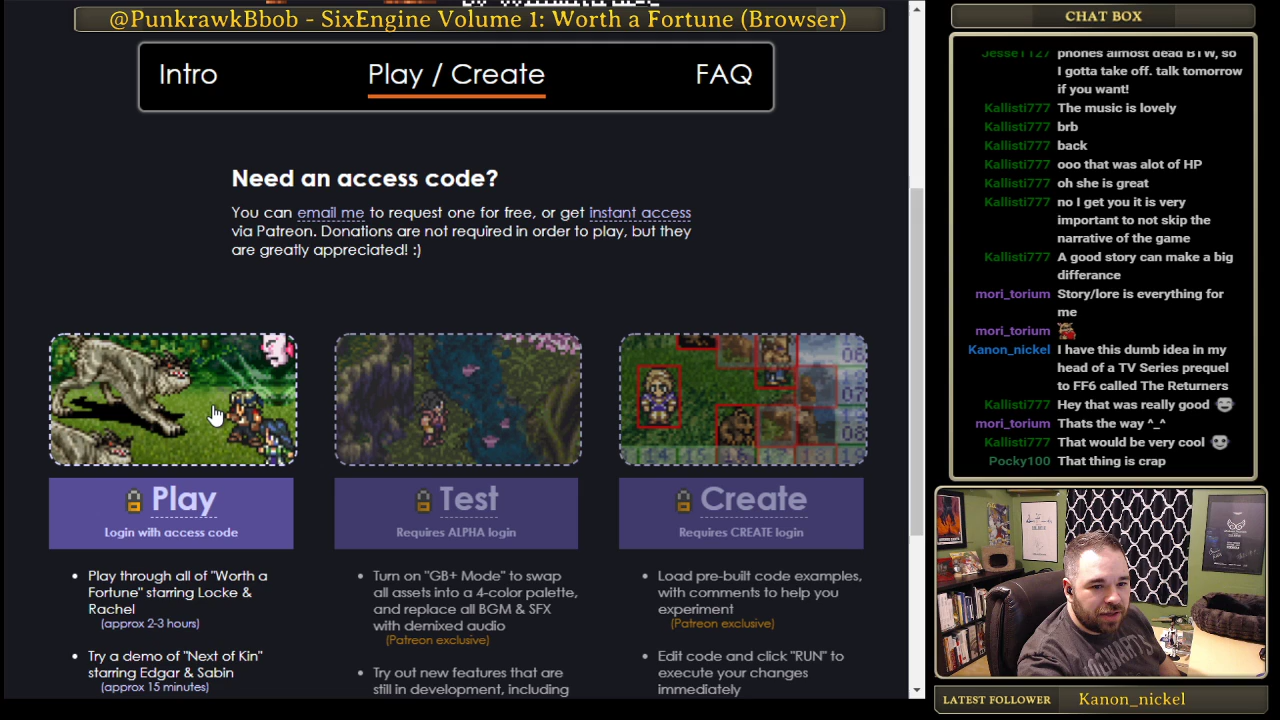 @PunkrawkBbob - SixEngine Volume 1: Worth a Fortune (Browser)
Intro
Play / Create
FAQ
Need an access code?
You can email me to request one for free, or get instant access
via Patreon. Donations are not required in order to play, but they
are greatly appreciated! :)
Play
Login with access code
Test
Requires ALPHA login
Create
Requires CREATE login
• Play through all of "Worth a
Fortune" starring Locke &
Rachel
(approx 2-3 hours)
• Try a demo of "Next of Kin"
starring Edgar & Sabin
(approx 15 minutes)
• Turn on "GB+ Mode" to swap
all assets into a 4-color palette,
and replace all BGM & SFX
with demixed audio
(Patreon exclusive)
• Try out new features that are
still in development, including
• Load pre-built code examples,
with comments to help you
experiment
(Patreon exclusive)
• Edit code and click "RUN" to
execute your changes
immediately
06
07
08
14 15 16 17 18 19
CHAT BOX
Jesse1127 phones almost dead BTW, so
I gotta take off. talk tomorrow
if you want!
Kallisti777 The music is lovely
Kallisti777 brb
Kallisti777 back
Kallisti777 ooo that was alot of HP
Kallisti777 oh she is great
Kallisti777 no I get you it is very
important to not skip the
narrative of the game
Kallisti777 A good story can make a big
differance
mori_torium Story/lore is everything for
me
mori_torium
Kanon_nickel I have this dumb idea in my
head of a TV Series prequel
to FF6 called The Returners
Kallisti777 Hey that was really good
mori_torium Thats the way ^_^
Kallisti777 That would be very cool
Pocky100 That thing is crap
LATEST FOLLOWER Kanon_nickel